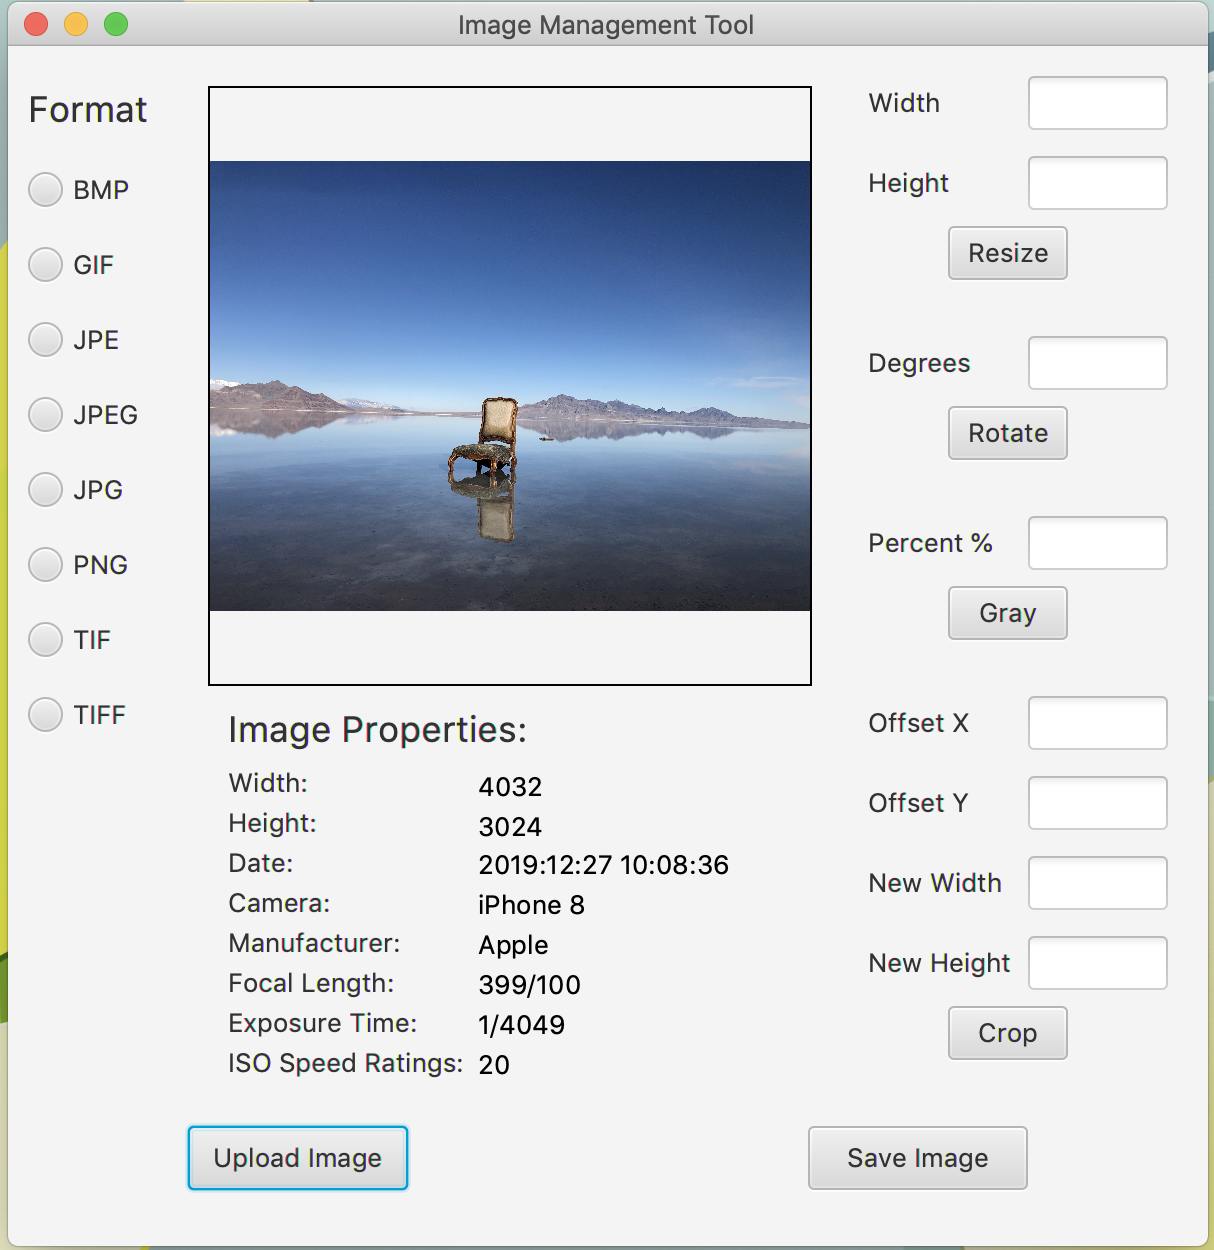 Image Management Tool
Format
BMP
GIF
JPE
JPEG
JPG
PNG
TIF
TIFF
Image Properties:
Width: 4032
Height: 3024
Date: 2019:12:27 10:08:36
Camera: iPhone 8
Manufacturer: Apple
Focal Length: 399/100
Exposure Time: 1/4049
ISO Speed Ratings: 20
Width
Height
Resize
Degrees
Rotate
Percent %
Gray
Offset X
Offset Y
New Width
New Height
Crop
Upload Image
Save Image